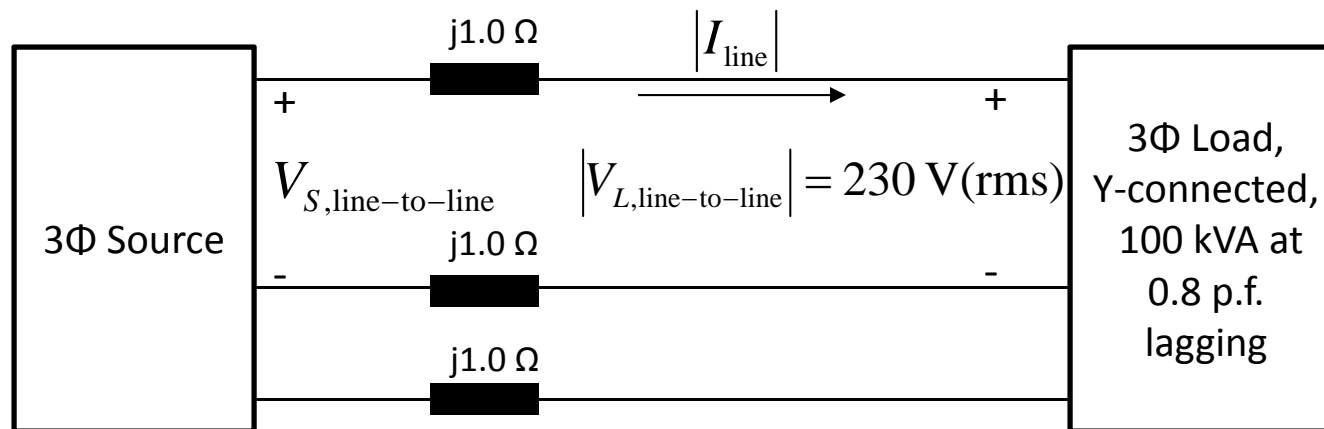 j1.0 Ω
|I_line|
+
+
3Φ Source
V_S,line−to−line
|V_L,line−to−line| = 230 V(rms)
3Φ Load,
Y-connected,
100 kVA at
0.8 p.f.
lagging
j1.0 Ω
-
-
j1.0 Ω